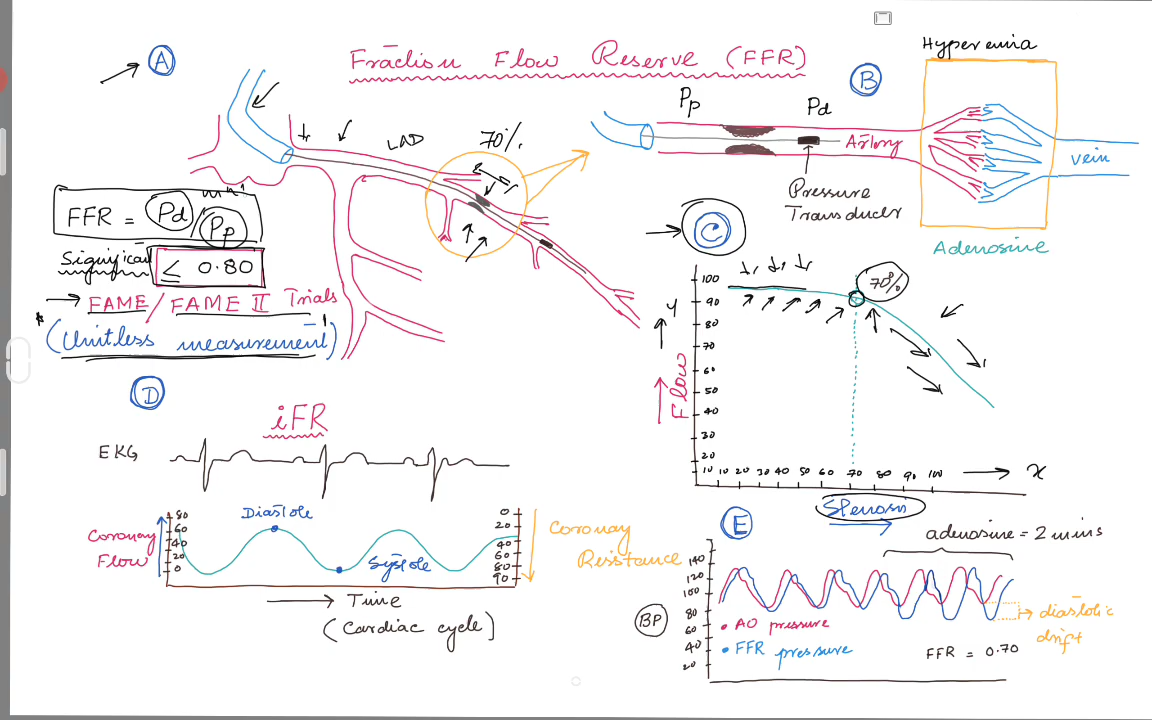 Fraction Flow Reserve (FFR)
A
LAD
70%
FFR = Pd/Pp
Significant
≤ 0.80
→ FAME/FAME II Trials
* (Unitless measurement)
Hyperemia
B
Pp
Pd
Artery
vein
Pressure
Transducer
Adenosine
C
70%
y
Flow
100
90
80
70
60
50
40
30
20
10 10 20 30 40 50 60 70 80 90 100
x
Stenosis
D
iFR
EKG
Coronary
Flow
80
60
40
20
0
Diastole
Systole
0
20
40
60
80
90
Coronary
Resistance
Time
(Cardiac cycle)
E
adenosine = 2 mins
BP
140
120
100
80
60
40
20
• AO pressure
• FFR pressure
diastolic
drift
FFR = 0.70